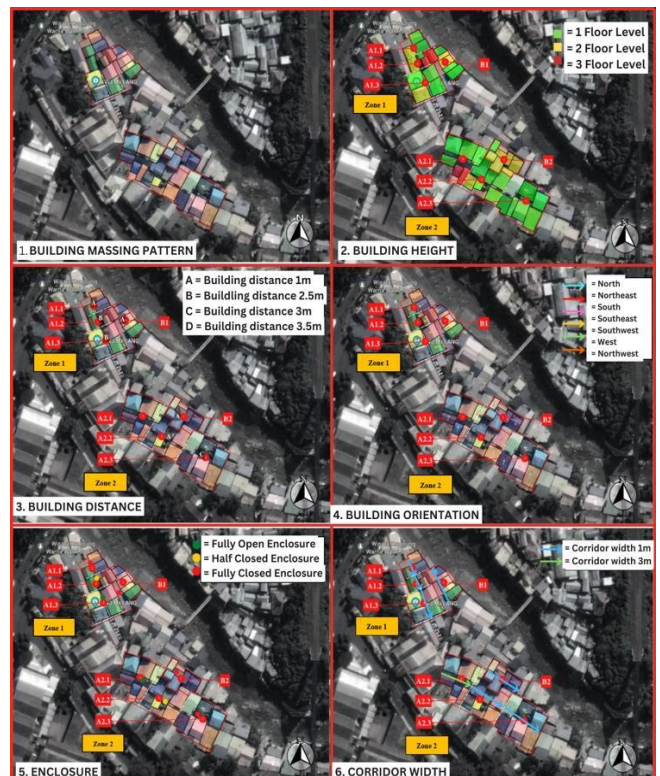 1. BUILDING MASSING PATTERN
N
A1.1
A1.2
A1.3
B1
Zone 1
= 1 Floor Level
= 2 Floor Level
= 3 Floor Level
A2.1
A2.2
A2.3
B2
Zone 2
2. BUILDING HEIGHT
A = Building distance 1m
B = Buildling distance 2.5m
C = Building distance 3m
D = Building distance 3.5m
A1.1
A1.2
A1.3
A
B
B
B1
Zone 1
A2.1
A2.2
A2.3
B2
Zone 2
3. BUILDING DISTANCE
= North
= Northeast
= South
= Southeast
= Southwest
= West
= Northwest
A1.1
A1.2
A1.3
B1
Zone 1
A2.1
A2.2
A2.3
B2
Zone 2
4. BUILDING ORIENTATION
= Fully Open Enclosure
= Half Closed Enclosure
= Fully Closed Enclosure
A1.1
A1.2
A1.3
B1
Zone 1
A2.1
A2.2
A2.3
B2
Zone 2
5. ENCLOSURE
= Corridor width 1m
= Corridor width 3m
A1.1
A1.2
A1.3
B1
Zone 1
A2.1
A2.2
A2.3
B2
Zone 2
6. CORRIDOR WIDTH